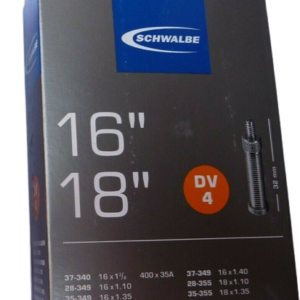 SCHWALBE
16"
18"
DV
4
32 mm
37-340 16 x 1³/₈ 400 x 35A 37-349 16 x 1.40
28-349 16 x 1.10 28-355 18 x 1.10
35-349 16 x 1.35 35-355 18 x 1.35